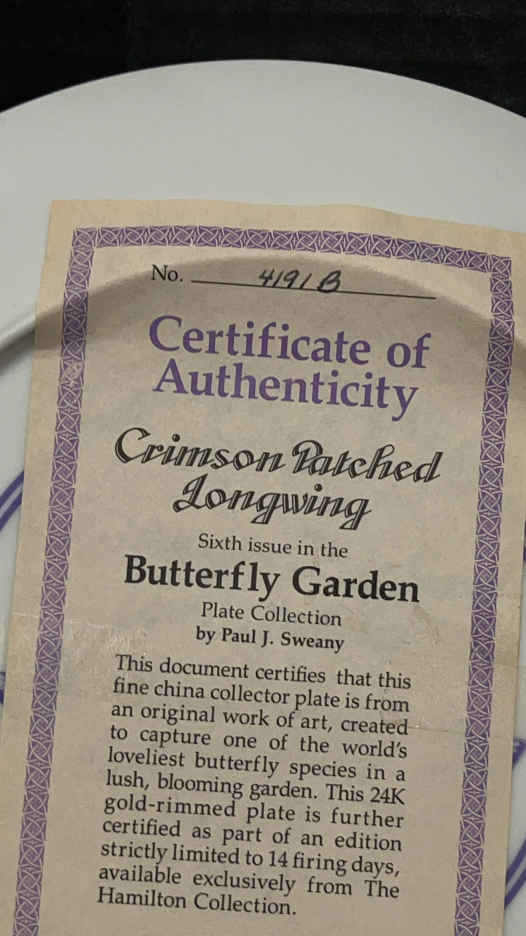 No. 4191B
Certificate of
Authenticity
Crimson Patched
Longwing
Sixth issue in the
Butterfly Garden
Plate Collection
by Paul J. Sweany
This document certifies that this
fine china collector plate is from
an original work of art, created
to capture one of the world's
loveliest butterfly species in a
lush, blooming garden. This 24K
gold-rimmed plate is further
certified as part of an edition
strictly limited to 14 firing days,
available exclusively from The
Hamilton Collection.